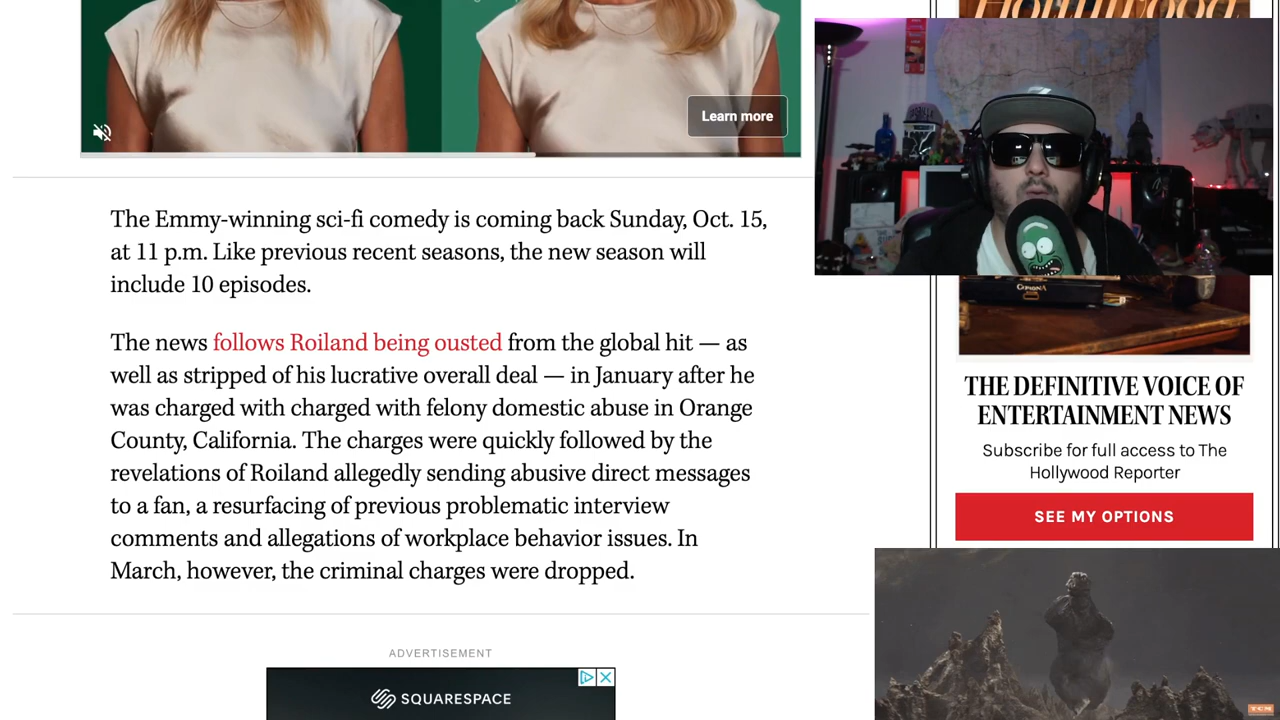 Learn more
The Emmy-winning sci-fi comedy is coming back Sunday, Oct. 15,
at 11 p.m. Like previous recent seasons, the new season will
include 10 episodes.
The news follows Roiland being ousted from the global hit — as
well as stripped of his lucrative overall deal — in January after he
was charged with charged with felony domestic abuse in Orange
County, California. The charges were quickly followed by the
revelations of Roiland allegedly sending abusive direct messages
to a fan, a resurfacing of previous problematic interview
comments and allegations of workplace behavior issues. In
March, however, the criminal charges were dropped.
ADVERTISEMENT
SQUARESPACE
Hollywood
THE DEFINITIVE VOICE OF
ENTERTAINMENT NEWS
Subscribe for full access to The
Hollywood Reporter
SEE MY OPTIONS
TCM